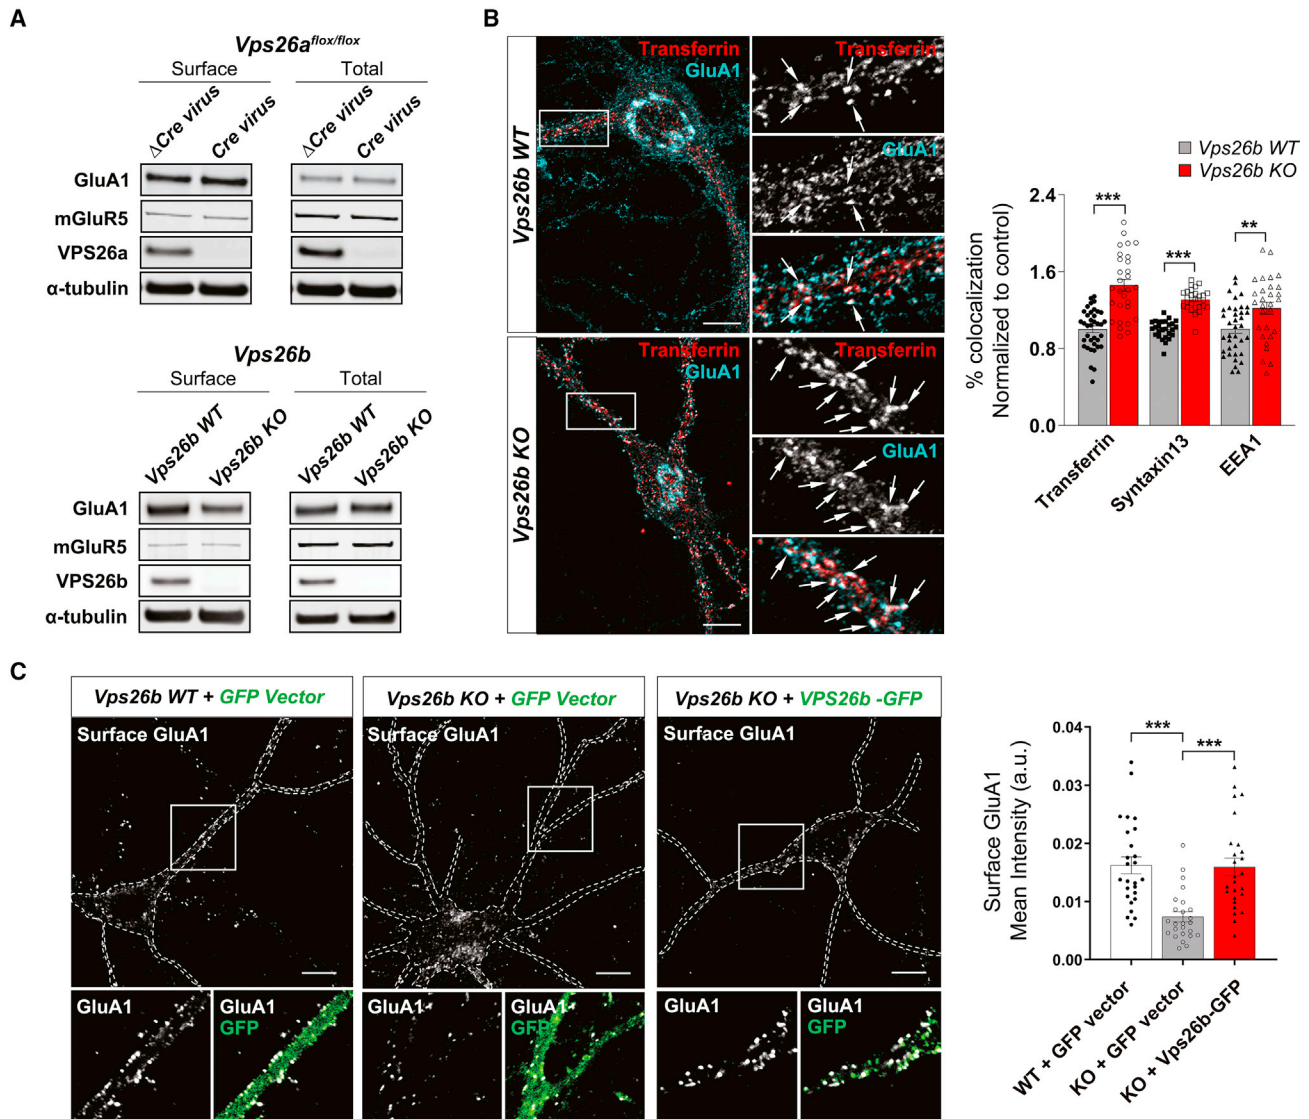 A
Vps26a^flox/flox
Surface
Total
ΔCre virus
Cre virus
ΔCre virus
Cre virus
GluA1
mGluR5
VPS26a
α-tubulin
Vps26b
Surface
Total
Vps26b WT
Vps26b KO
Vps26b WT
Vps26b KO
GluA1
mGluR5
VPS26b
α-tubulin
B
Vps26b WT
Transferrin
GluA1
Transferrin
GluA1
Vps26b KO
Transferrin
GluA1
Transferrin
GluA1
Vps26b WT
Vps26b KO
% colocalization
Normalized to control)
2.4
1.6
0.8
0.0
***
***
**
Transferrin
Syntaxin13
EEA1
C
Vps26b WT + GFP Vector
Vps26b KO + GFP Vector
Vps26b KO + VPS26b -GFP
Surface GluA1
Surface GluA1
Surface GluA1
GluA1
GluA1
GFP
GluA1
GluA1
GFP
GluA1
GluA1
GFP
Surface GluA1
Mean Intensity (a.u.)
0.04
0.03
0.02
0.01
0.00
***
***
WT + GFP vector
KO + GFP vector
KO + Vps26b-GFP